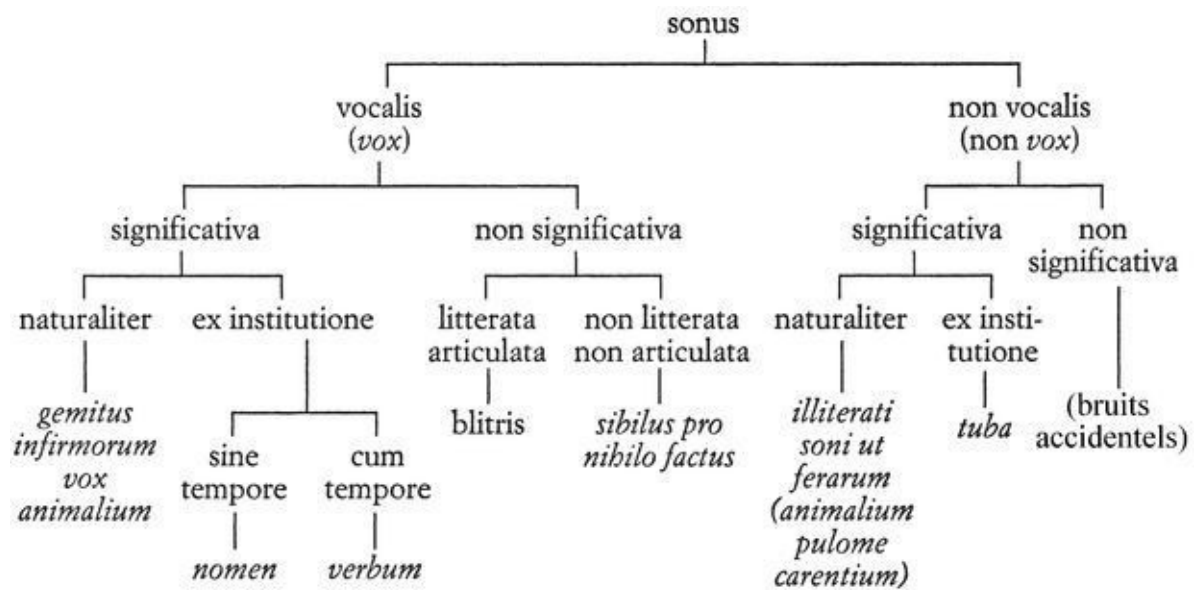 sonus
vocalis
(vox)
non vocalis
(non vox)
significativa
non significativa
significativa
non
significativa
naturaliter
ex institutione
litterata
articulata
non litterata
non articulata
naturaliter
ex insti-
tutione
gemitus
infirmorum
vox
animalium
sine
tempore
cum
tempore
nomen
verbum
blitris
sibilus pro
nihilo factus
illiterati
soni ut
ferarum
(animalium
pulome
carentium)
tuba
(bruits
accidentels)